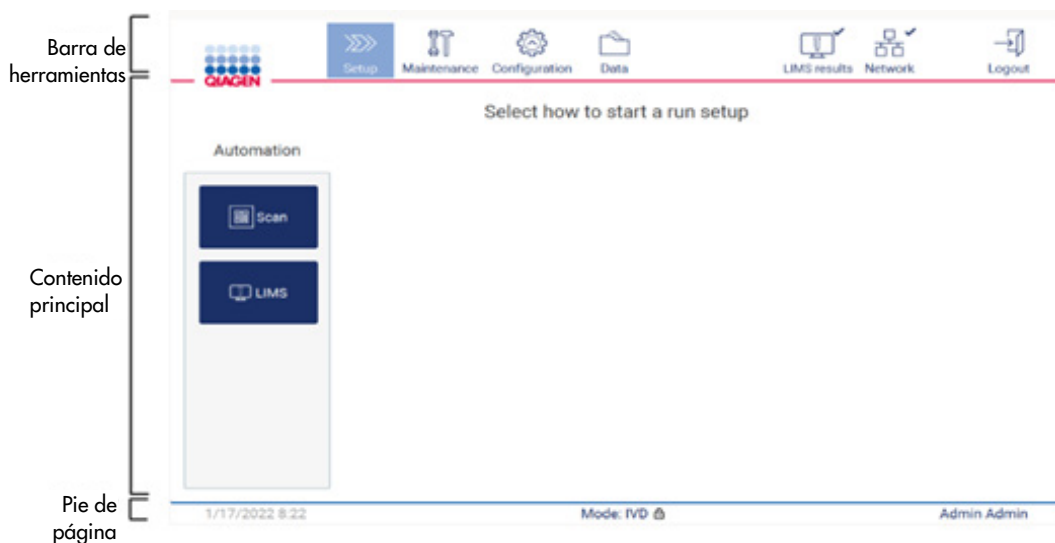 Barra de
herramientas
QIAGEN
Setup
Maintenance
Configuration
Data
LIMS results
Network
Logout
Contenido
principal
Select how to start a run setup
Automation
Scan
LIMS
Pie de
página
1/17/2022 8:22
Mode: IVD
Admin Admin